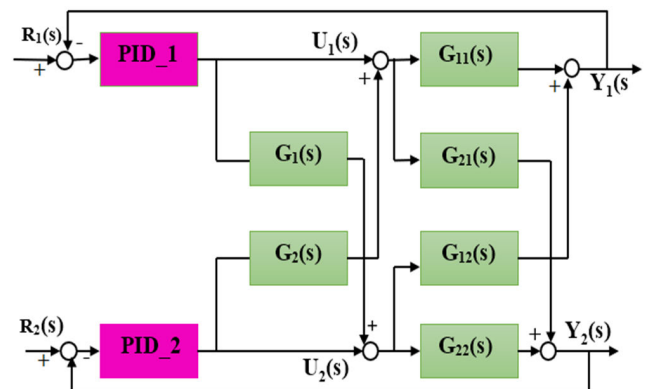 R1(s)
-
+
PID_1
U1(s)
+
G11(s)
+
Y1(s
G1(s)
G21(s)
G2(s)
G12(s)
R2(s)
+
-
PID_2
+
U2(s)
G22(s)
+
Y2(s)